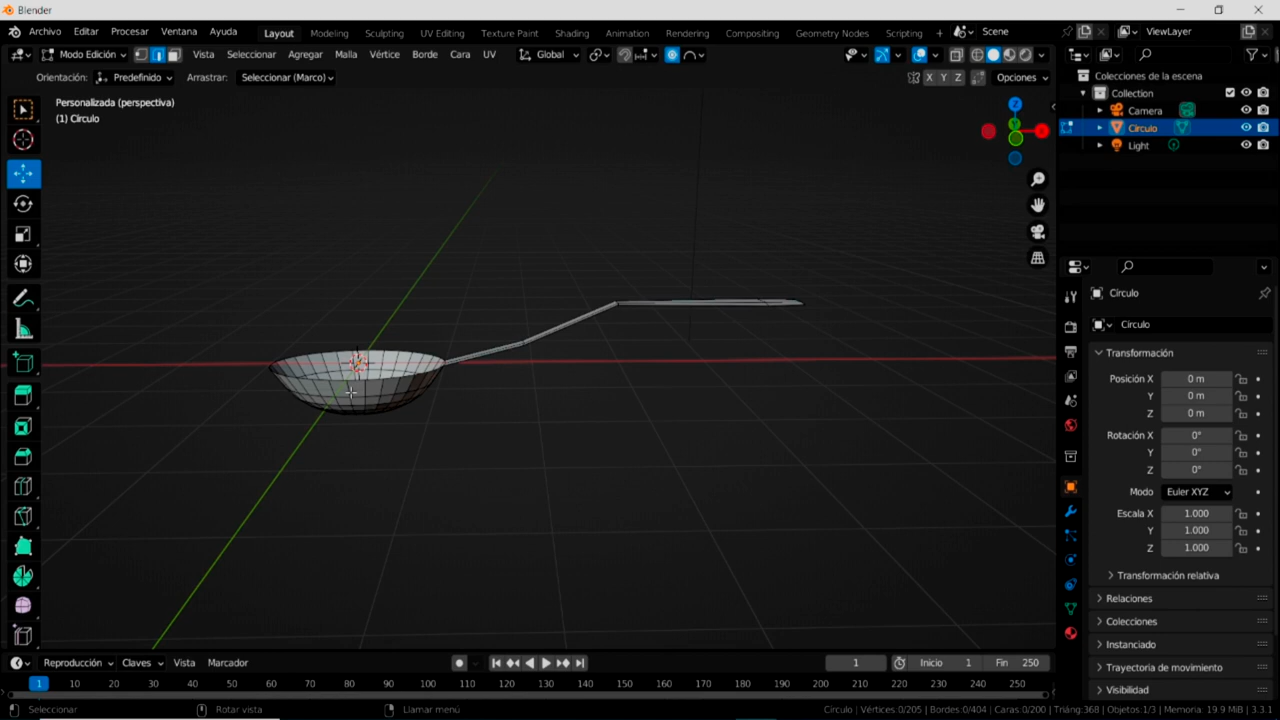 Blender
Archivo Editar Procesar Ventana Ayuda Layout Modeling Sculpting UV Editing Texture Paint Shading Animation Rendering Compositing Geometry Nodes Scripting + Scene ViewLayer
Modo Edición Vista Seleccionar Agregar Malla Vértice Borde Cara UV Global
Orientación: Predefinido Arrastrar: Seleccionar (Marco) X Y Z Opciones
Personalizada (perspectiva)
(1) Círculo
Z
Y
X
Colecciones de la escena
Collection
Camera
Círculo
Light
Círculo
Círculo
Transformación
Posición X 0 m
Y 0 m
Z 0 m
Rotación X 0°
Y 0°
Z 0°
Modo Euler XYZ
Escala X 1.000
Y 1.000
Z 1.000
Transformación relativa
Relaciones
Colecciones
Instanciado
Trayectoria de movimiento
Visibilidad
Reproducción Claves Vista Marcador 1 Inicio 1 Fin 250
1 10 20 30 40 50 60 70 80 90 100 110 120 130 140 150 160 170 180 190 200 210 220 230 240 250
Seleccionar Rotar vista Llamar menú Círculo | Vértices:0/205 | Bordes:0/404 | Caras:0/200 | Triáng:368 | Objetos:1/3 | Memoria: 19.9 MiB | 3.3.1